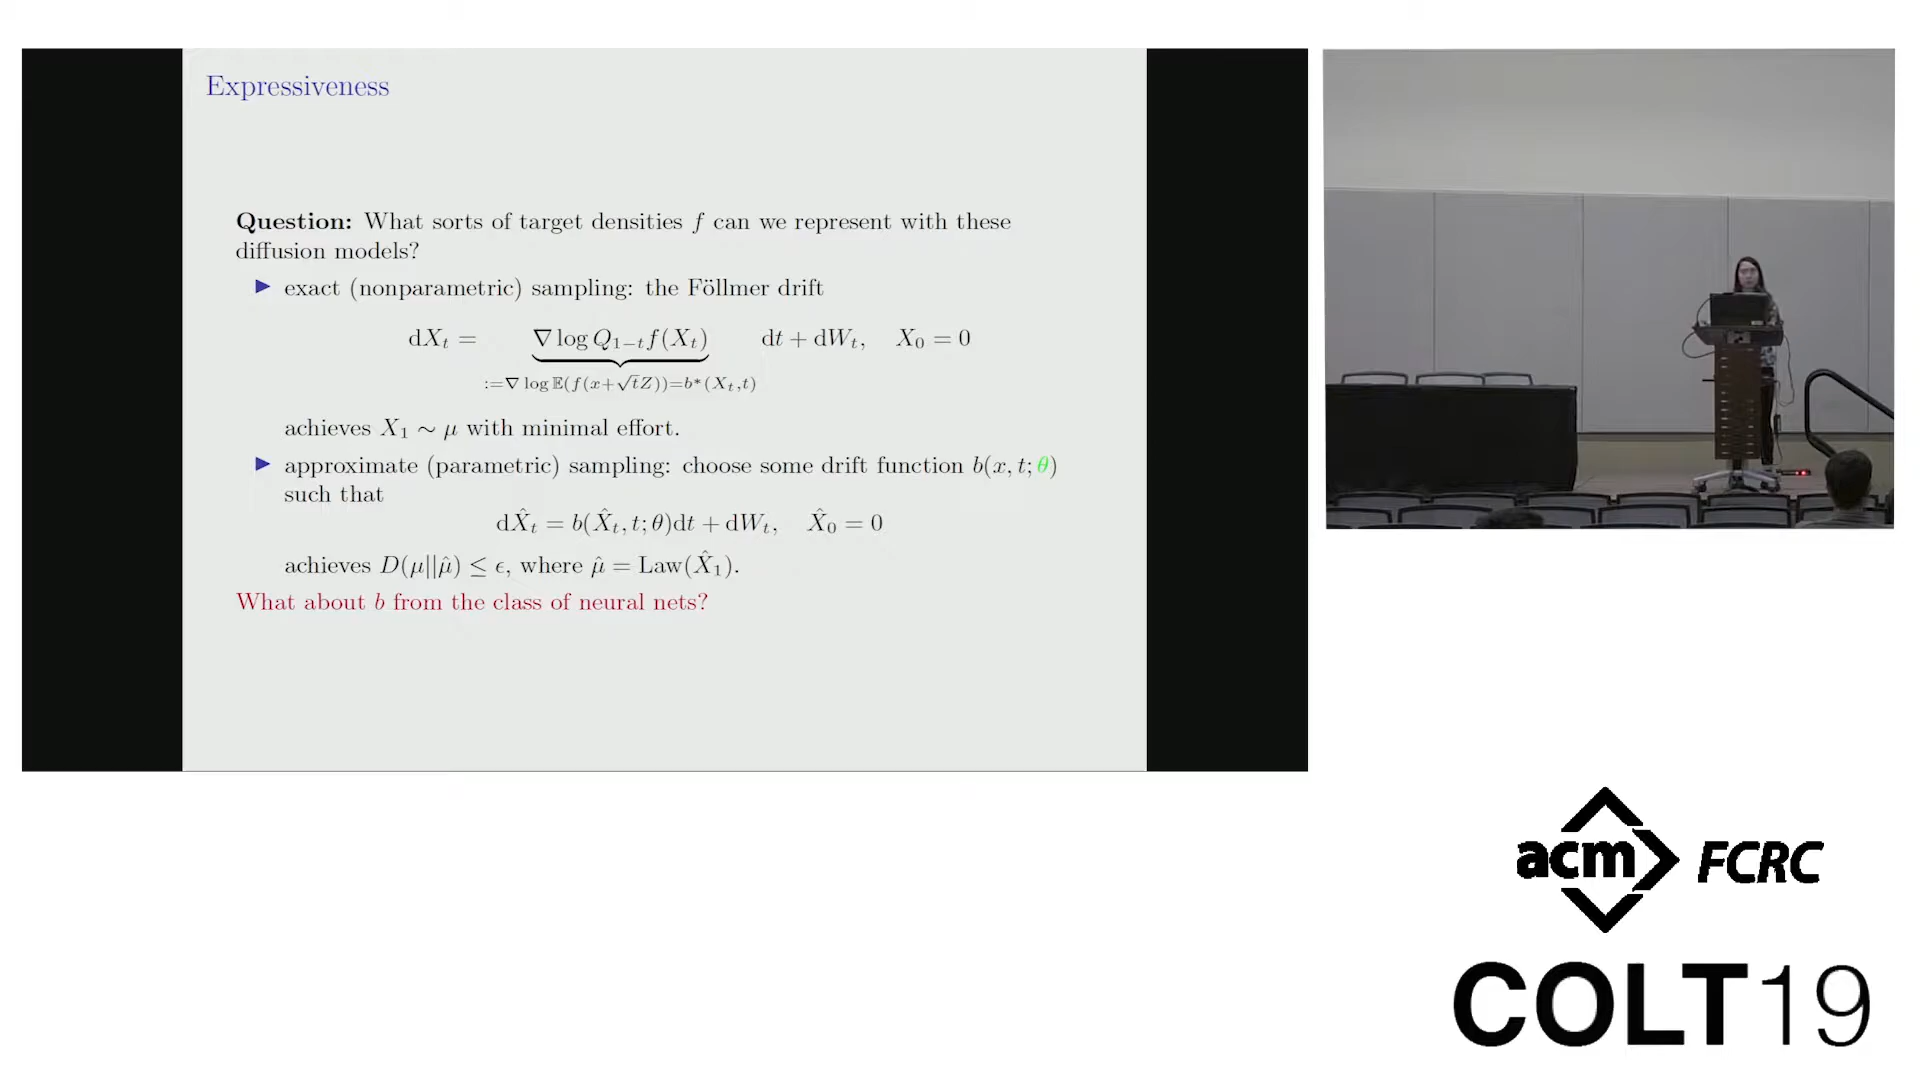 Expressiveness
Question: What sorts of target densities f can we represent with these
diffusion models?
▶ exact (nonparametric) sampling: the Föllmer drift
dX_t = ∇ log Q_{1−t} f(X_t) dt + dW_t, X_0 = 0
:=∇ log 𝔼(f(x+√tZ))=b*(X_t,t)
achieves X_1 ∼ μ with minimal effort.
▶ approximate (parametric) sampling: choose some drift function b(x, t; θ)
such that
dX̂_t = b(X̂_t, t; θ)dt + dW_t, X̂_0 = 0
achieves D(μ||μ̂) ≤ ϵ, where μ̂ = Law(X̂_1).
What about b from the class of neural nets?
acm FCRC
COLT19